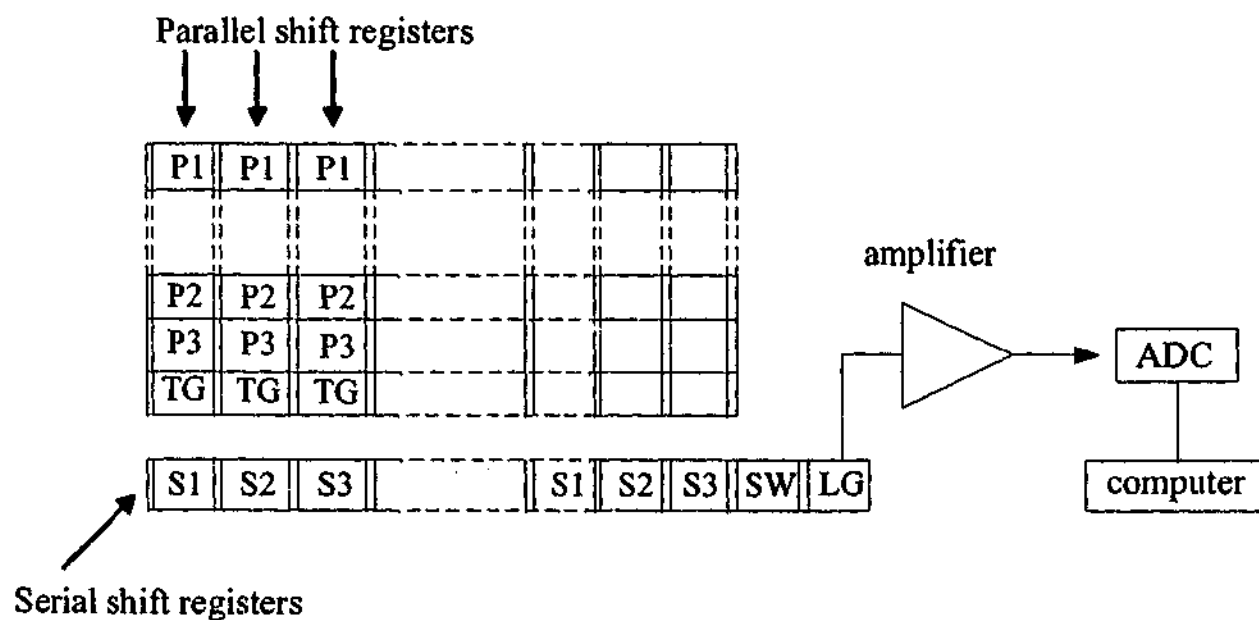 Parallel shift registers
P1 P1 P1
amplifier
P2 P2 P2
P3 P3 P3
ADC
TG TG TG
S1 S2 S3 S1 S2 S3 SW LG
computer
Serial shift registers